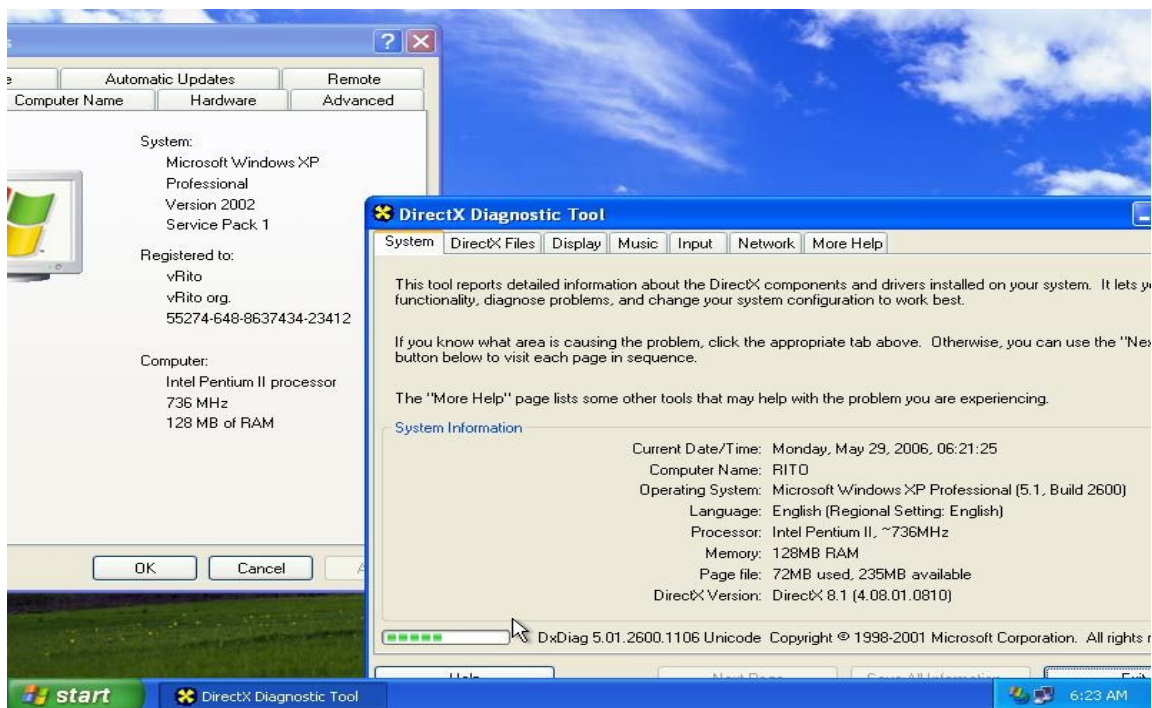 ?
Automatic Updates
Remote
Computer Name
Hardware
Advanced
System:
Microsoft Windows XP
Professional
Version 2002
Service Pack 1
Registered to:
vRito
vRito org.
55274-648-8637434-23412
Computer:
Intel Pentium II processor
736 MHz
128 MB of RAM
OK
Cancel
DirectX Diagnostic Tool
System
DirectX Files
Display
Music
Input
Network
More Help
This tool reports detailed information about the DirectX components and drivers installed on your system. It lets
functionality, diagnose problems, and change your system configuration to work best.
If you know what area is causing the problem, click the appropriate tab above. Otherwise, you can use the "Nex
button below to visit each page in sequence.
The "More Help" page lists some other tools that may help with the problem you are experiencing.
System Information
Current Date/Time: Monday, May 29, 2006, 06:21:25
Computer Name: RITO
Operating System: Microsoft Windows XP Professional (5.1, Build 2600)
Language: English (Regional Setting: English)
Processor: Intel Pentium II, ~736MHz
Memory: 128MB RAM
Page file: 72MB used, 235MB available
DirectX Version: DirectX 8.1 (4.08.01.0810)
DxDiag 5.01.2600.1106 Unicode Copyright © 1998-2001 Microsoft Corporation. All rights
start
DirectX Diagnostic Tool
6:23 AM